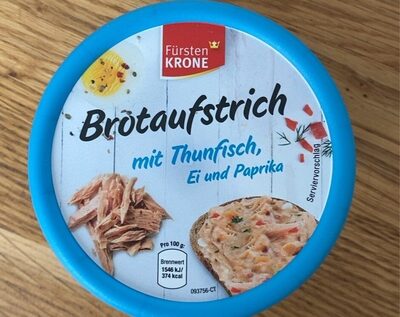 Fürsten
KRONE
Brotaufstrich
mit Thunfisch,
Ei und Paprika
Serviervorschlag
Pro 100 g:
Brennwert
1546 kJ/
374 kcal
093756-CT